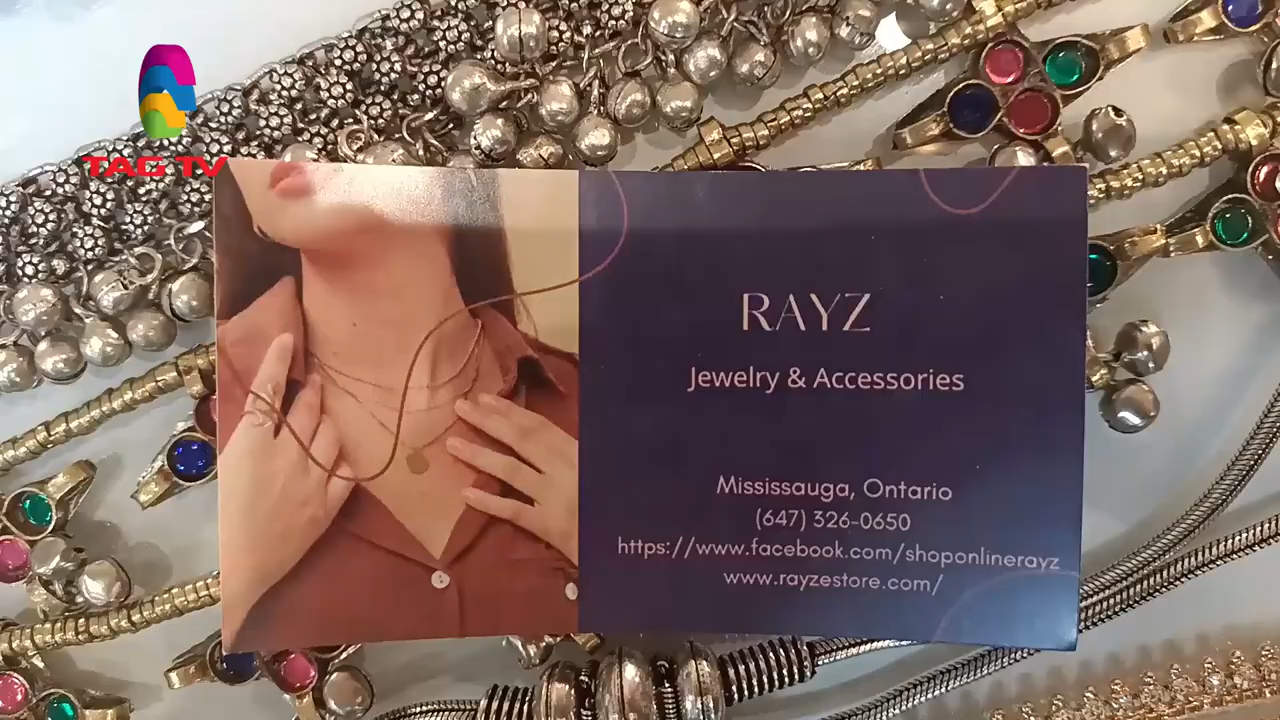 TAG TV
RAYZ
Jewelry & Accessories
Mississauga, Ontario
(647) 326-0650
https://www.facebook.com/shoponlinerayz
www.rayzestore.com/